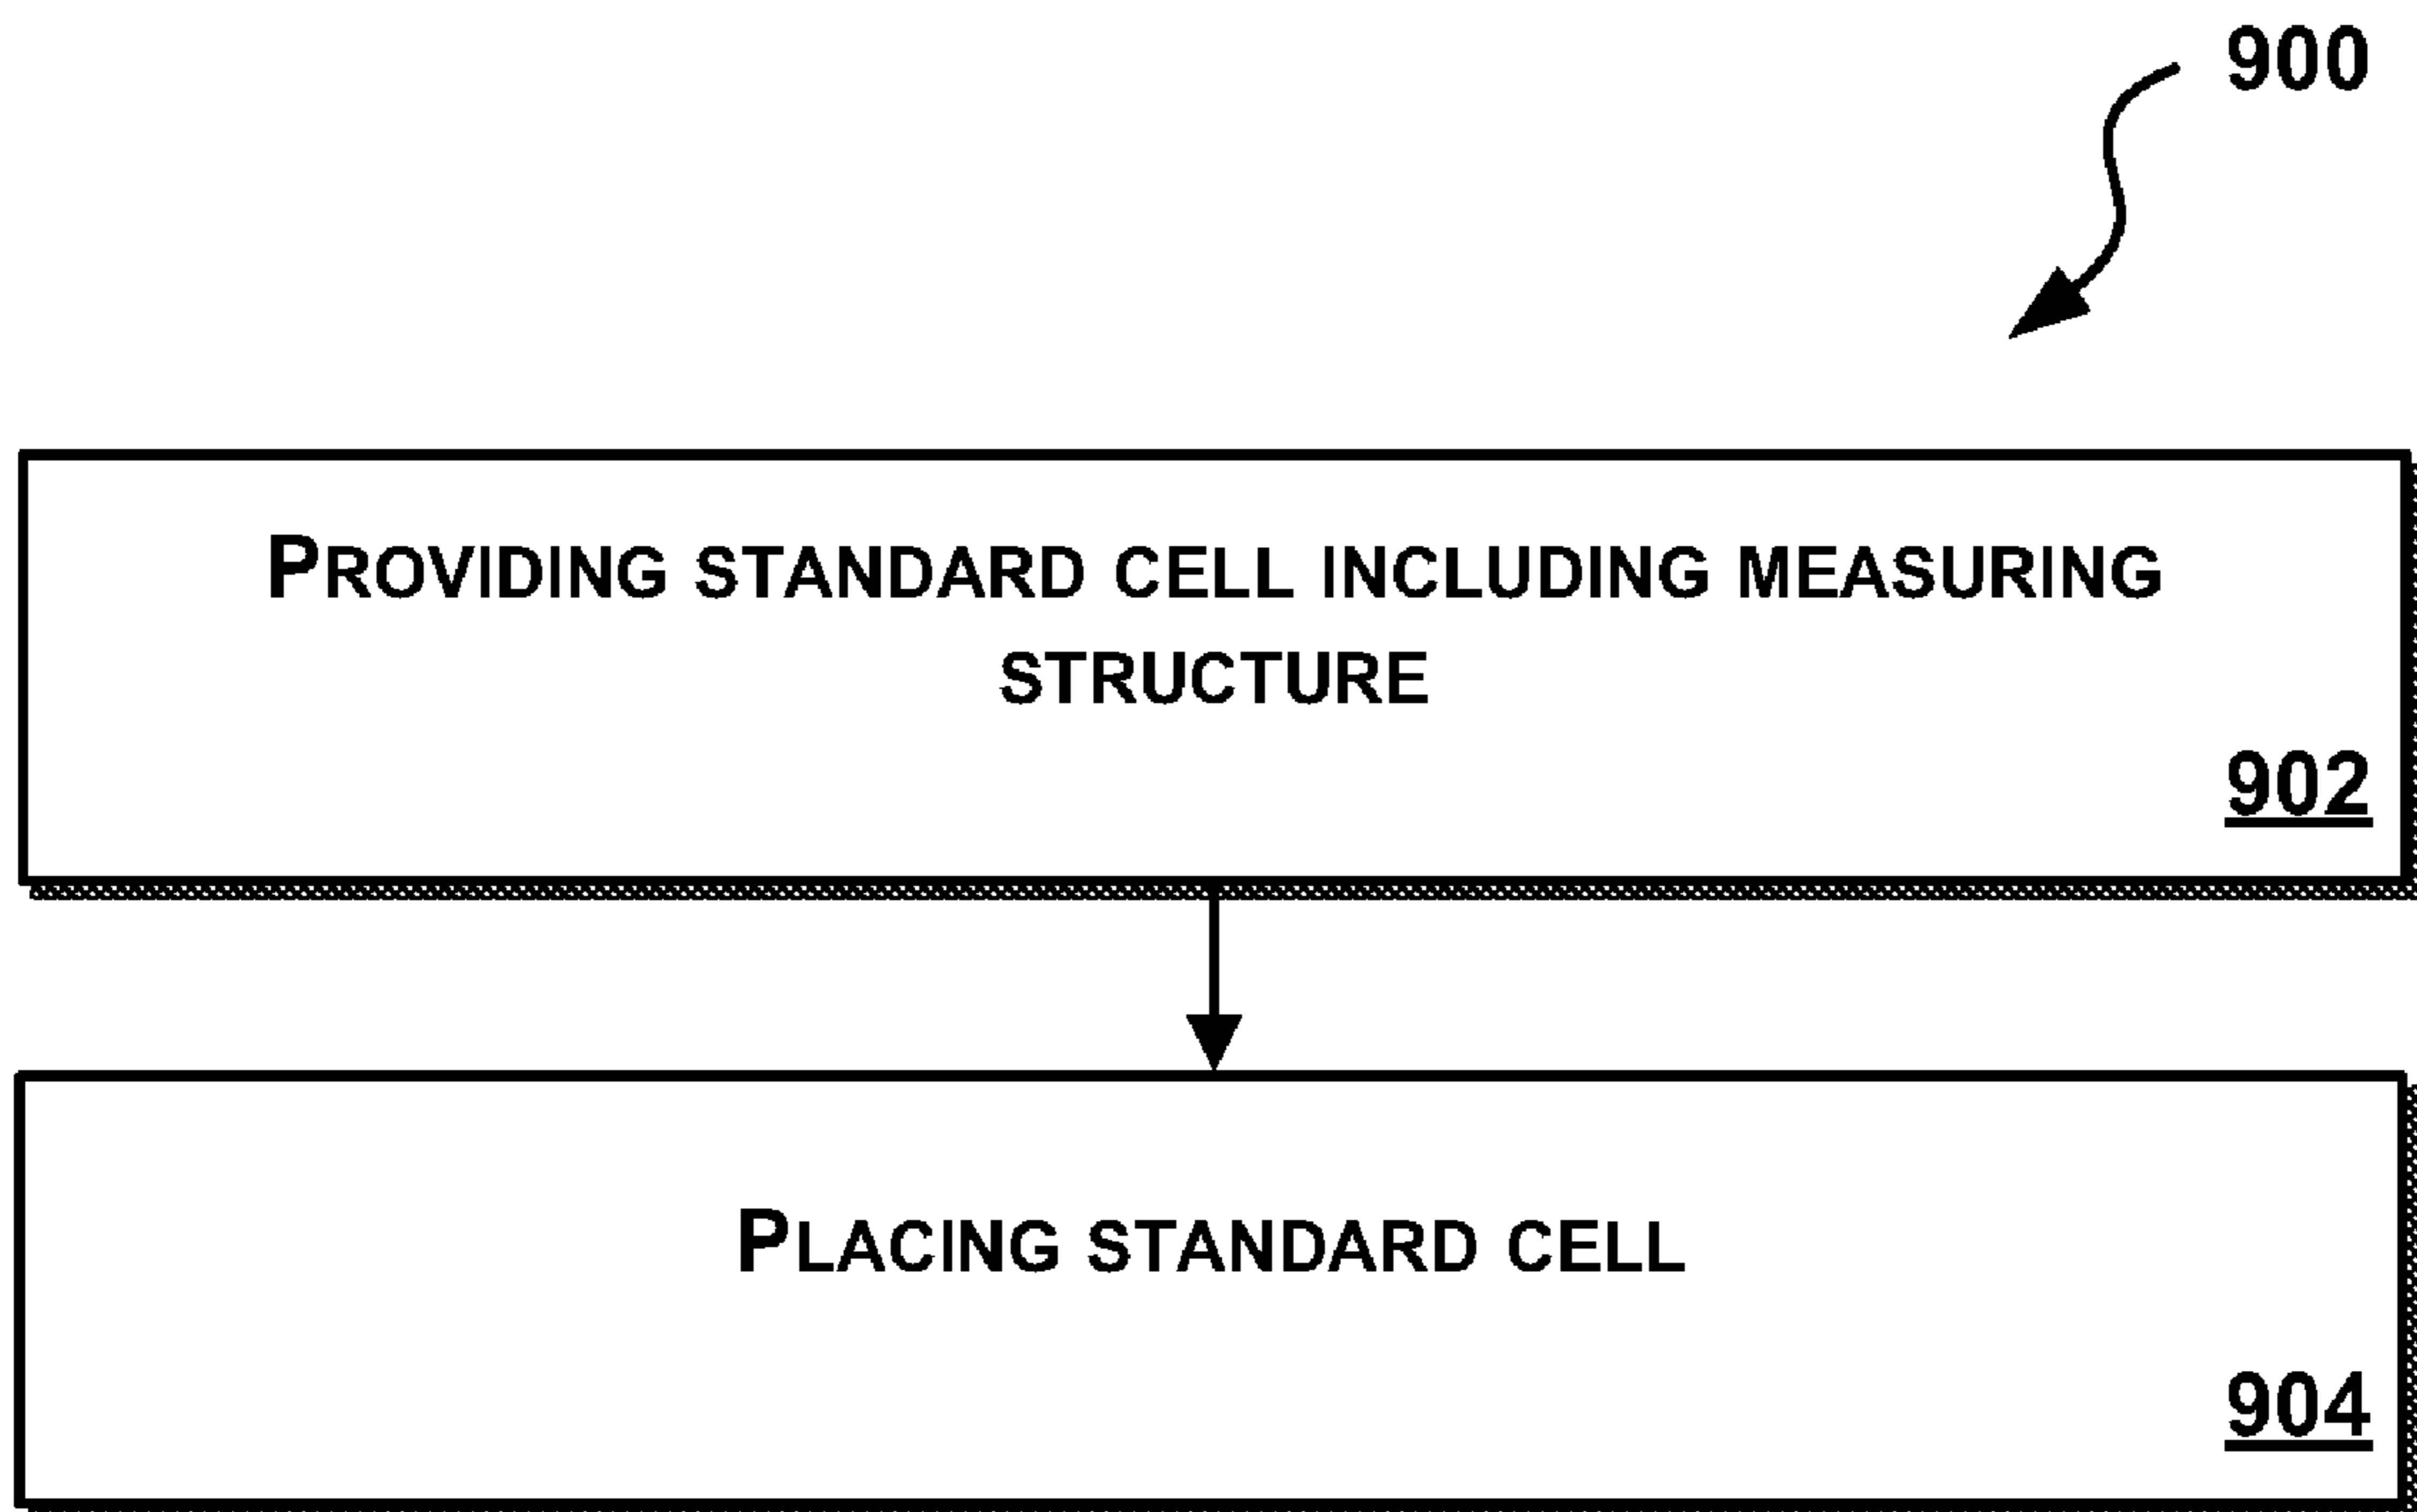 900
PROVIDING STANDARD CELL INCLUDING MEASURING
STRUCTURE
902
PLACING STANDARD CELL
904